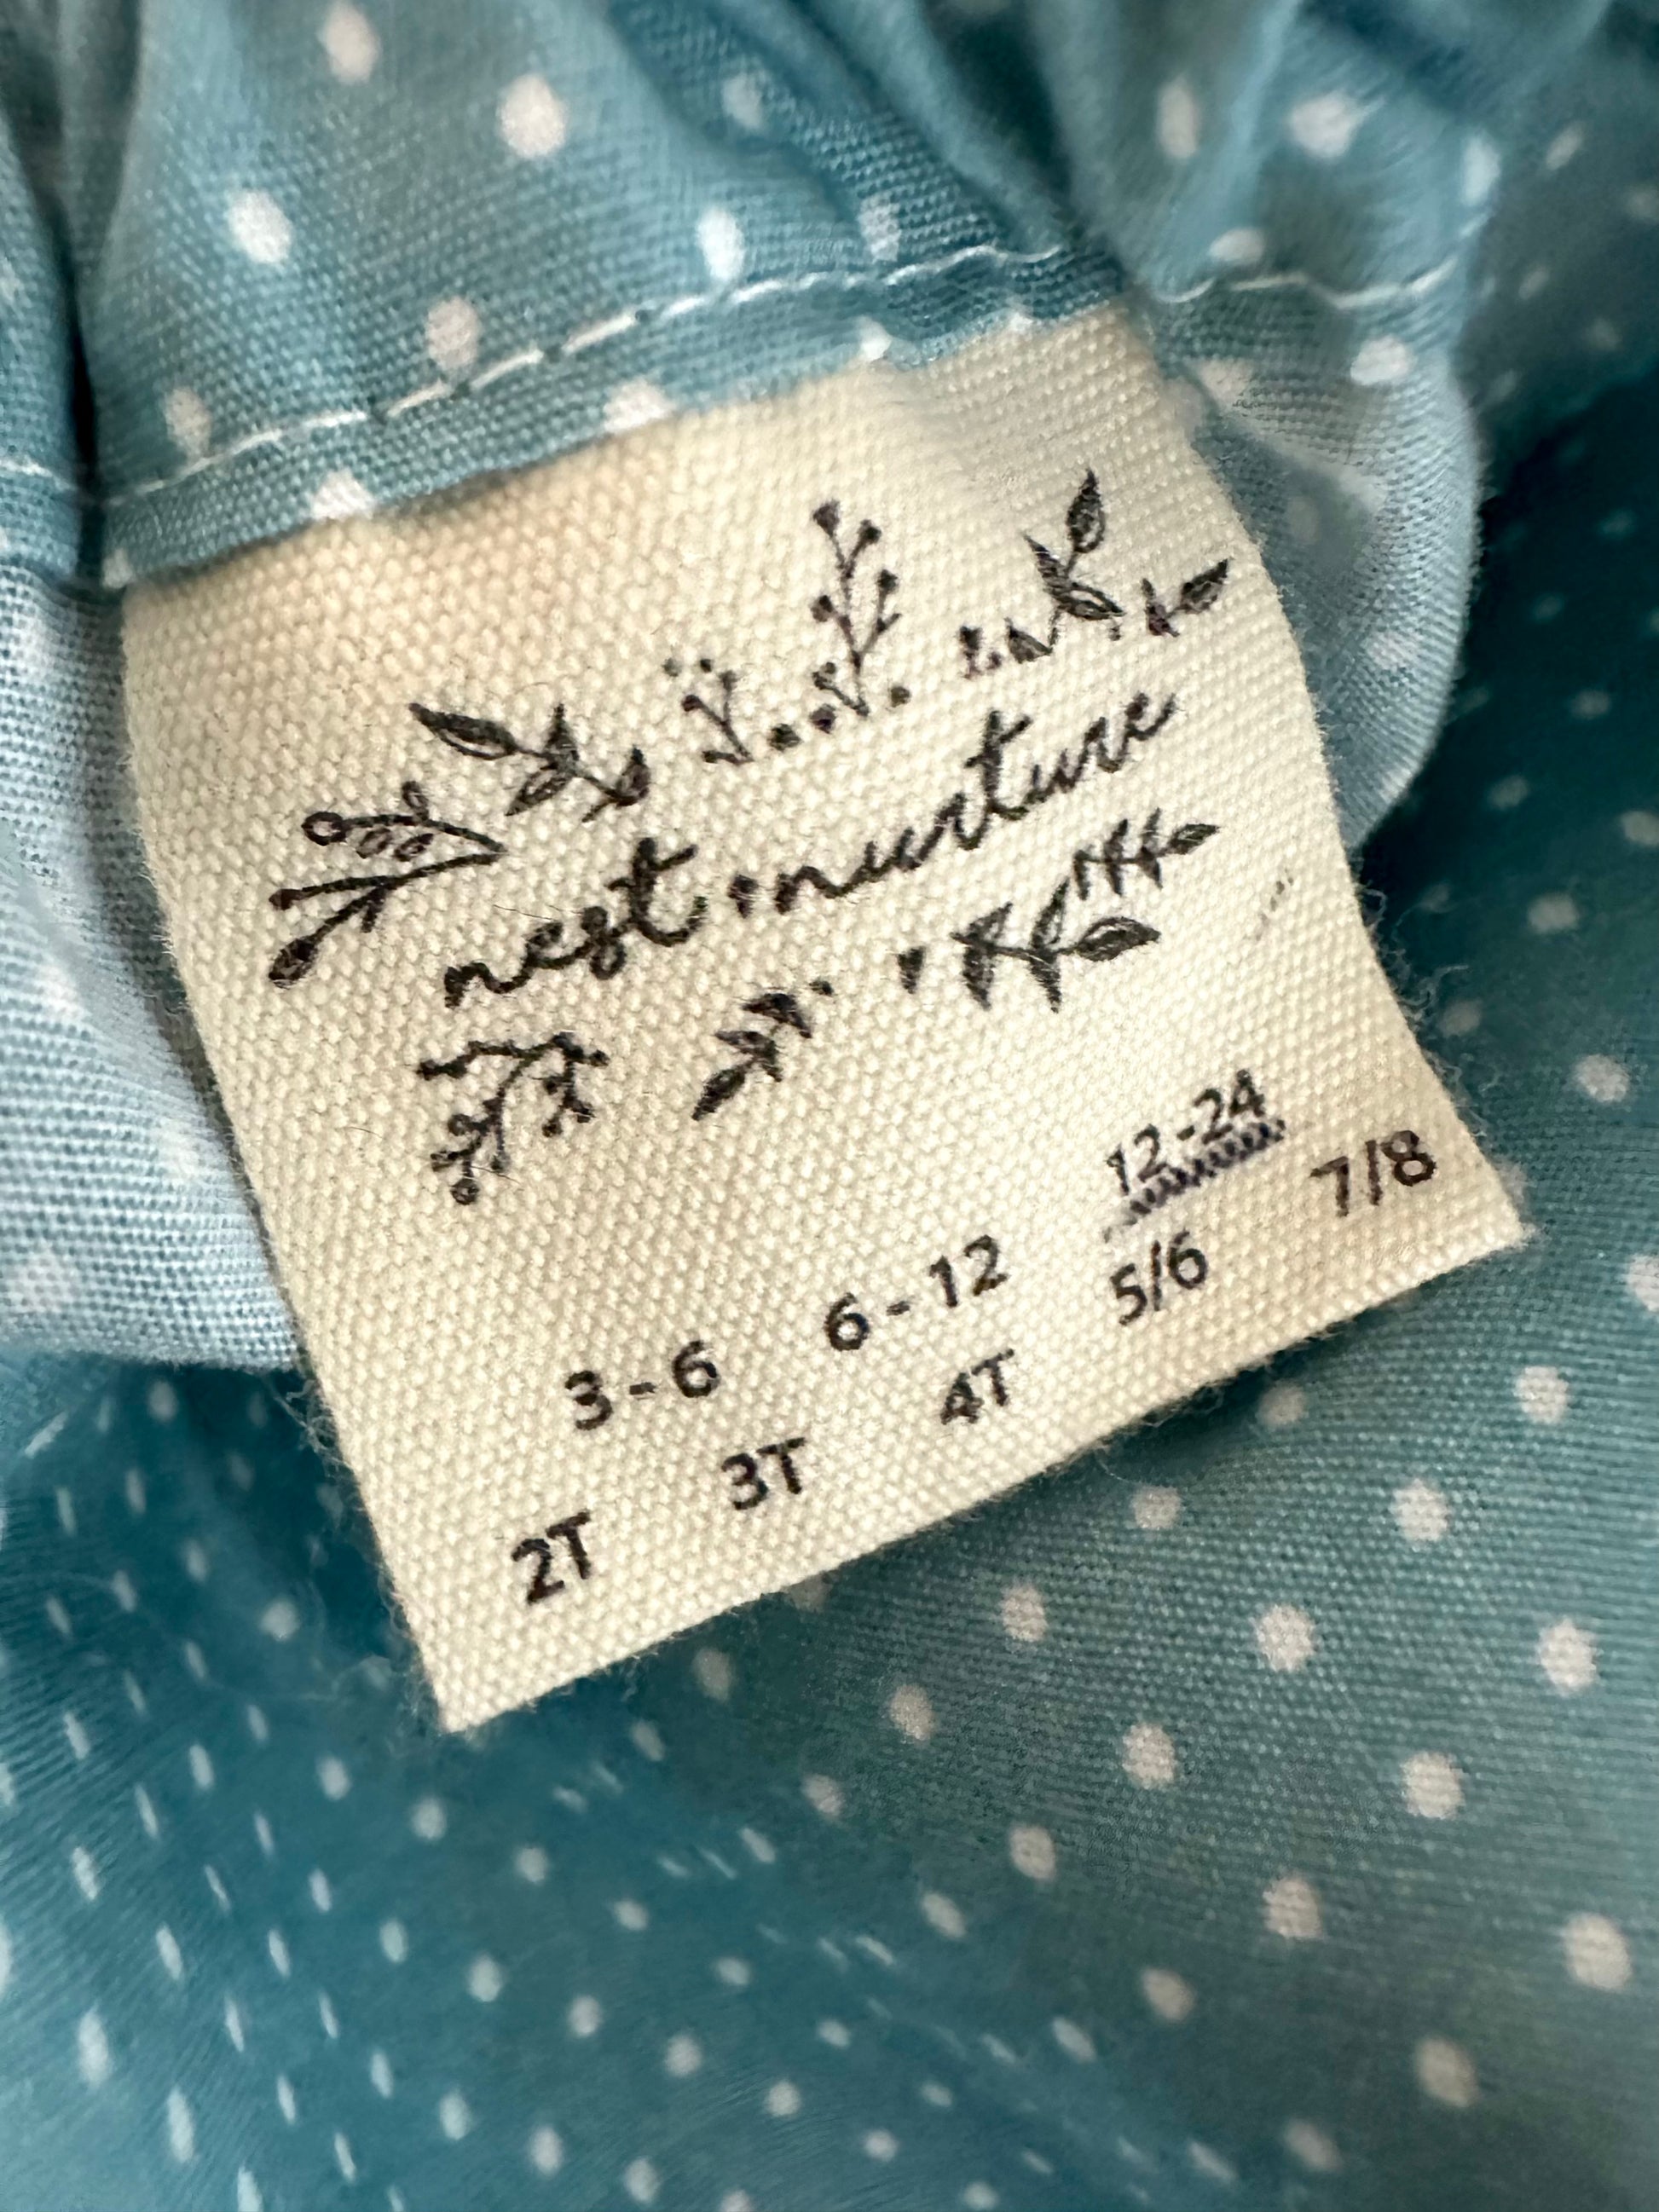 nest · nurture
3-6 6-12 12-24
2T 3T 4T 5/6 7/8